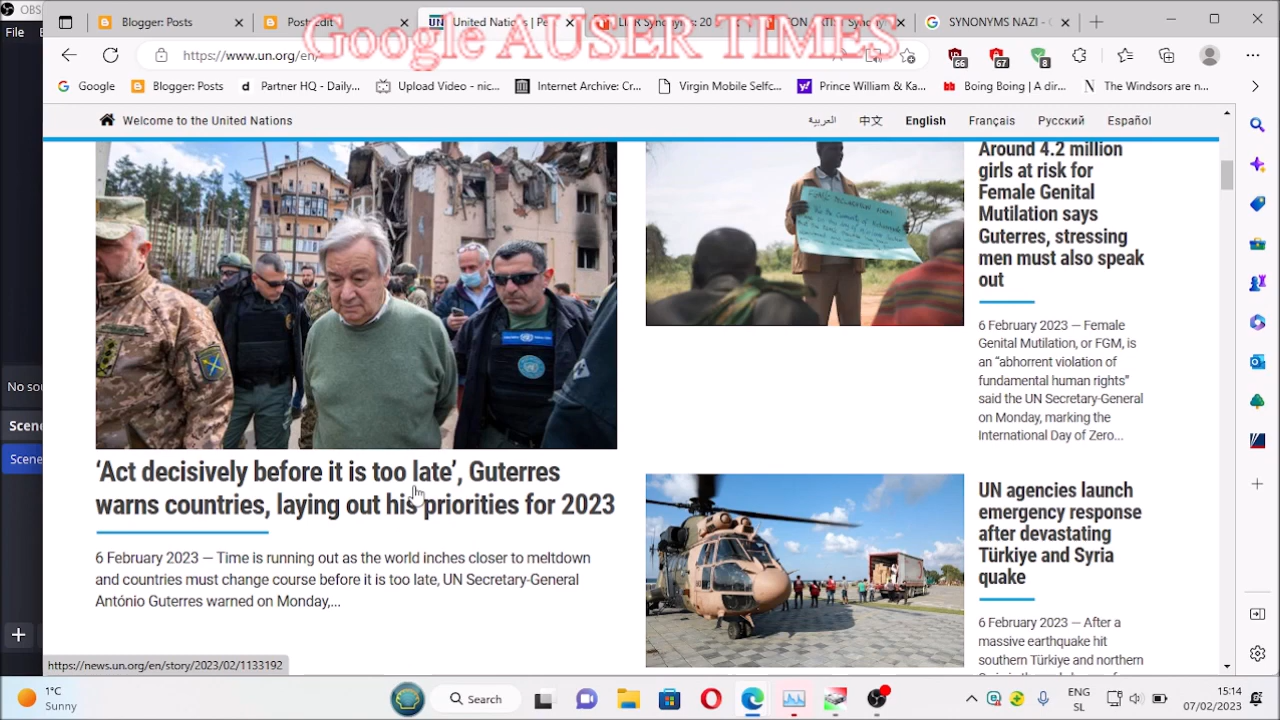 OBS
File
Blogger: Posts
Post: Edit
United Nations | Pe
SYNONYMS NAZI - G
Google AUSER TIMES
https://www.un.org/en/
66
67
8
Google
Blogger: Posts
Partner HQ - Daily...
Upload Video - nic...
Internet Archive: Cr...
Virgin Mobile Selfc...
Prince William & Ka...
Boing Boing | A dir...
The Windsors are n...
Welcome to the United Nations
العربية
中文
English
Français
Русский
Español
Around 4.2 million
girls at risk for
Female Genital
Mutilation says
Guterres, stressing
men must also speak
out
6 February 2023 — Female
Genital Mutilation, or FGM, is
an “abhorrent violation of
fundamental human rights”
said the UN Secretary-General
on Monday, marking the
International Day of Zero...
No sou
Scene
Scene
‘Act decisively before it is too late’, Guterres
warns countries, laying out his priorities for 2023
6 February 2023 — Time is running out as the world inches closer to meltdown
and countries must change course before it is too late, UN Secretary-General
António Guterres warned on Monday,...
UN agencies launch
emergency response
after devastating
Türkiye and Syria
quake
6 February 2023 — After a
massive earthquake hit
southern Türkiye and northern
https://news.un.org/en/story/2023/02/1133192
1°C
Sunny
Search
ENG
SL
15:14
07/02/2023